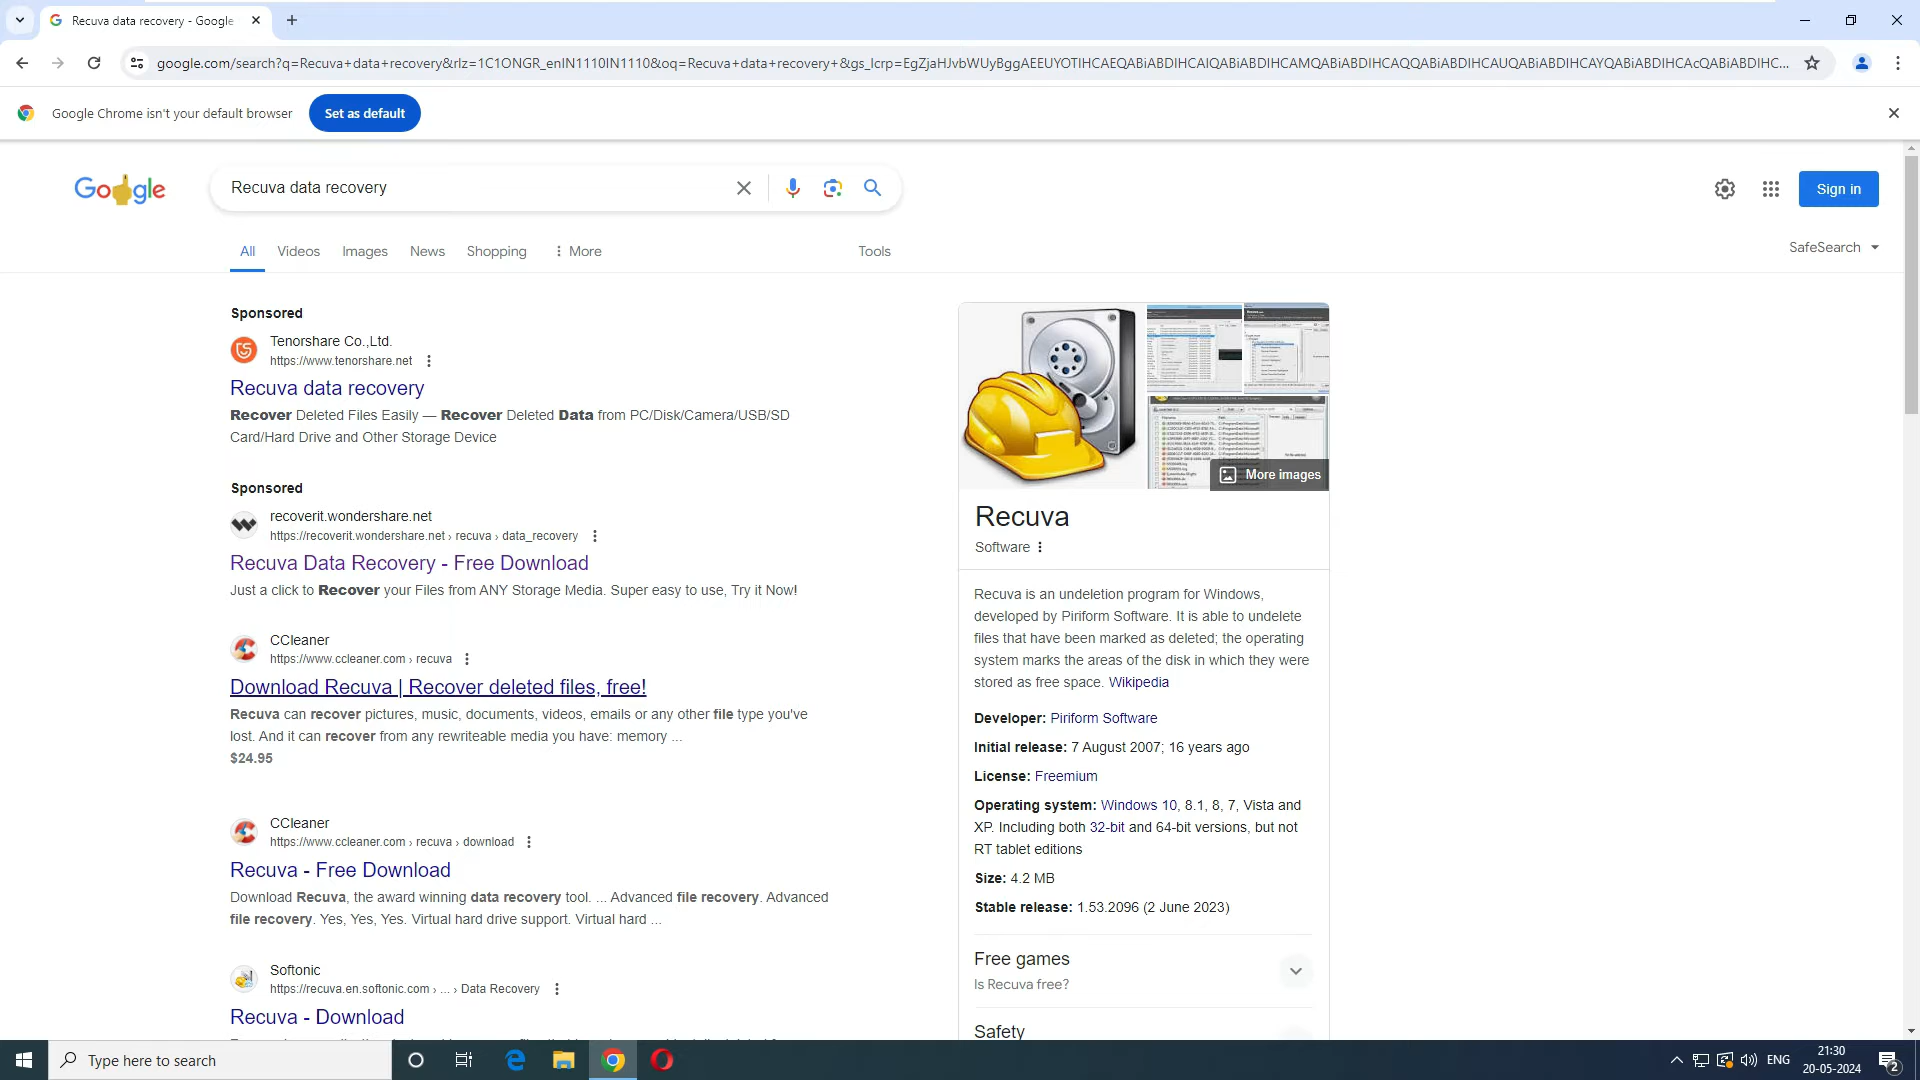 Recuva data recovery - Google
google.com/search?q=Recuva+data+recovery&rlz=1C1ONGR_enIN1110IN1110&oq=Recuva+data+recovery+&gs_lcrp=EgZjaHJvbWUyBggAEEUYOTIHCAEQABiABDIHCAIQABiABDIHCAMQABiABDIHCAQQABiABDIHCAUQABiABDIHCAYQABiABDIHCAcQABiABDIHC...
Google Chrome isn't your default browser
Set as default
Google
Recuva data recovery
Sign in
All
Videos
Images
News
Shopping
More
Tools
SafeSearch
Sponsored
Tenorshare Co.,Ltd.
https://www.tenorshare.net
Recuva data recovery
Recover Deleted Files Easily — Recover Deleted Data from PC/Disk/Camera/USB/SD
Card/Hard Drive and Other Storage Device
Sponsored
recoverit.wondershare.net
https://recoverit.wondershare.net › recuva › data_recovery
Recuva Data Recovery - Free Download
Just a click to Recover your Files from ANY Storage Media. Super easy to use, Try it Now!
CCleaner
https://www.ccleaner.com › recuva
Download Recuva | Recover deleted files, free!
Recuva can recover pictures, music, documents, videos, emails or any other file type you've
lost. And it can recover from any rewriteable media you have: memory ...
$24.95
CCleaner
https://www.ccleaner.com › recuva › download
Recuva - Free Download
Download Recuva, the award winning data recovery tool. ... Advanced file recovery. Advanced
file recovery. Yes, Yes, Yes. Virtual hard drive support. Virtual hard ...
Softonic
https://recuva.en.softonic.com › ... › Data Recovery
Recuva - Download
More images
Recuva
Software
Recuva is an undeletion program for Windows,
developed by Piriform Software. It is able to undelete
files that have been marked as deleted; the operating
system marks the areas of the disk in which they were
stored as free space. Wikipedia
Developer: Piriform Software
Initial release: 7 August 2007; 16 years ago
License: Freemium
Operating system: Windows 10, 8.1, 8, 7, Vista and
XP. Including both 32-bit and 64-bit versions, but not
RT tablet editions
Size: 4.2 MB
Stable release: 1.53.2096 (2 June 2023)
Free games
Is Recuva free?
Safety
Type here to search
ENG
21:30
20-05-2024
2